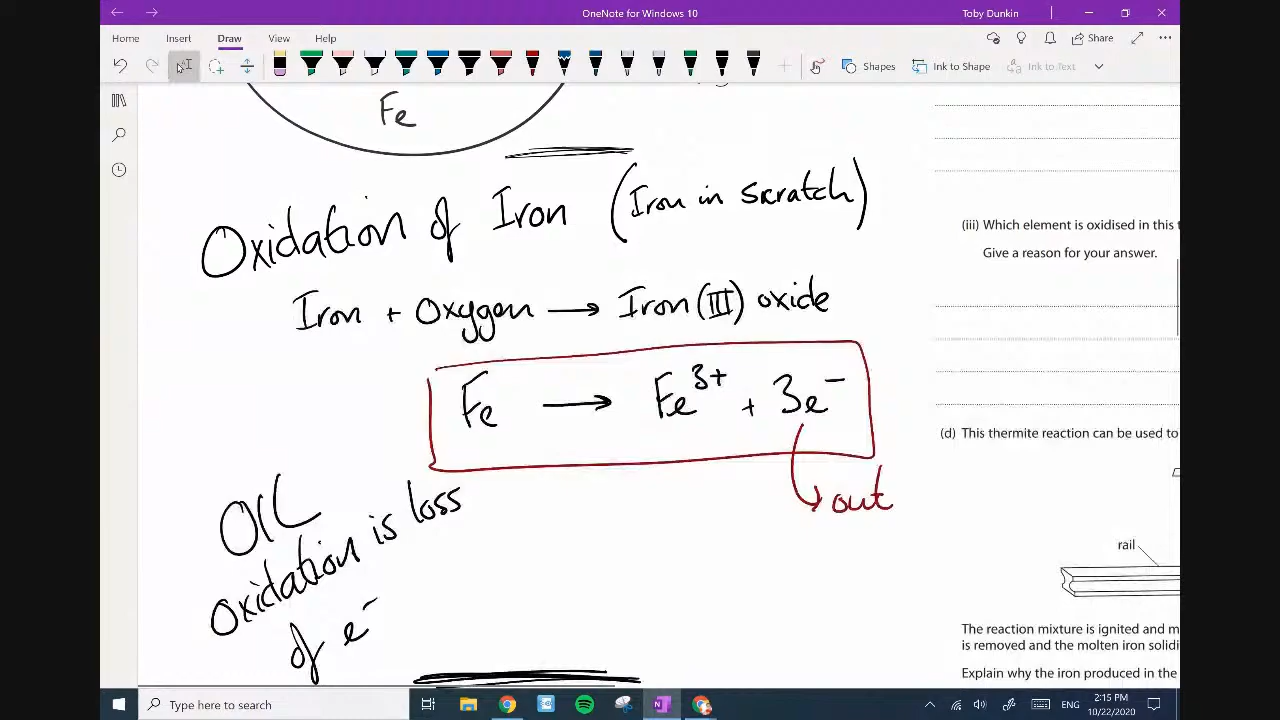 OneNote for Windows 10
Toby Dunkin
Home Insert Draw View Help
Share
Shapes
Ink to Shape
Ink to Text
Fe
Oxidation of Iron (Iron in scratch)
Iron + Oxygen → Iron (III) oxide
Fe → Fe³⁺ + 3e⁻
↳ out
OIL
Oxidation is loss
of e⁻
(iii) Which element is oxidised in this t
Give a reason for your answer.
(d) This thermite reaction can be used to
rail
The reaction mixture is ignited and m
is removed and the molten iron solidi
Explain why the iron produced in the
Type here to search
2:15 PM
10/22/2020